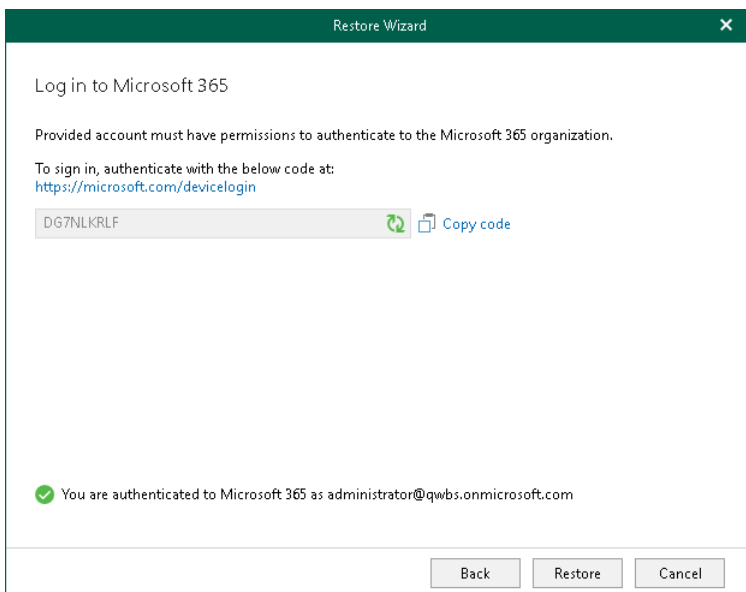 Restore Wizard
Log in to Microsoft 365
Provided account must have permissions to authenticate to the Microsoft 365 organization.
To sign in, authenticate with the below code at:
https://microsoft.com/devicelogin
DG7NLKRLF
Copy code
You are authenticated to Microsoft 365 as administrator@qwbs.onmicrosoft.com
Back
Restore
Cancel